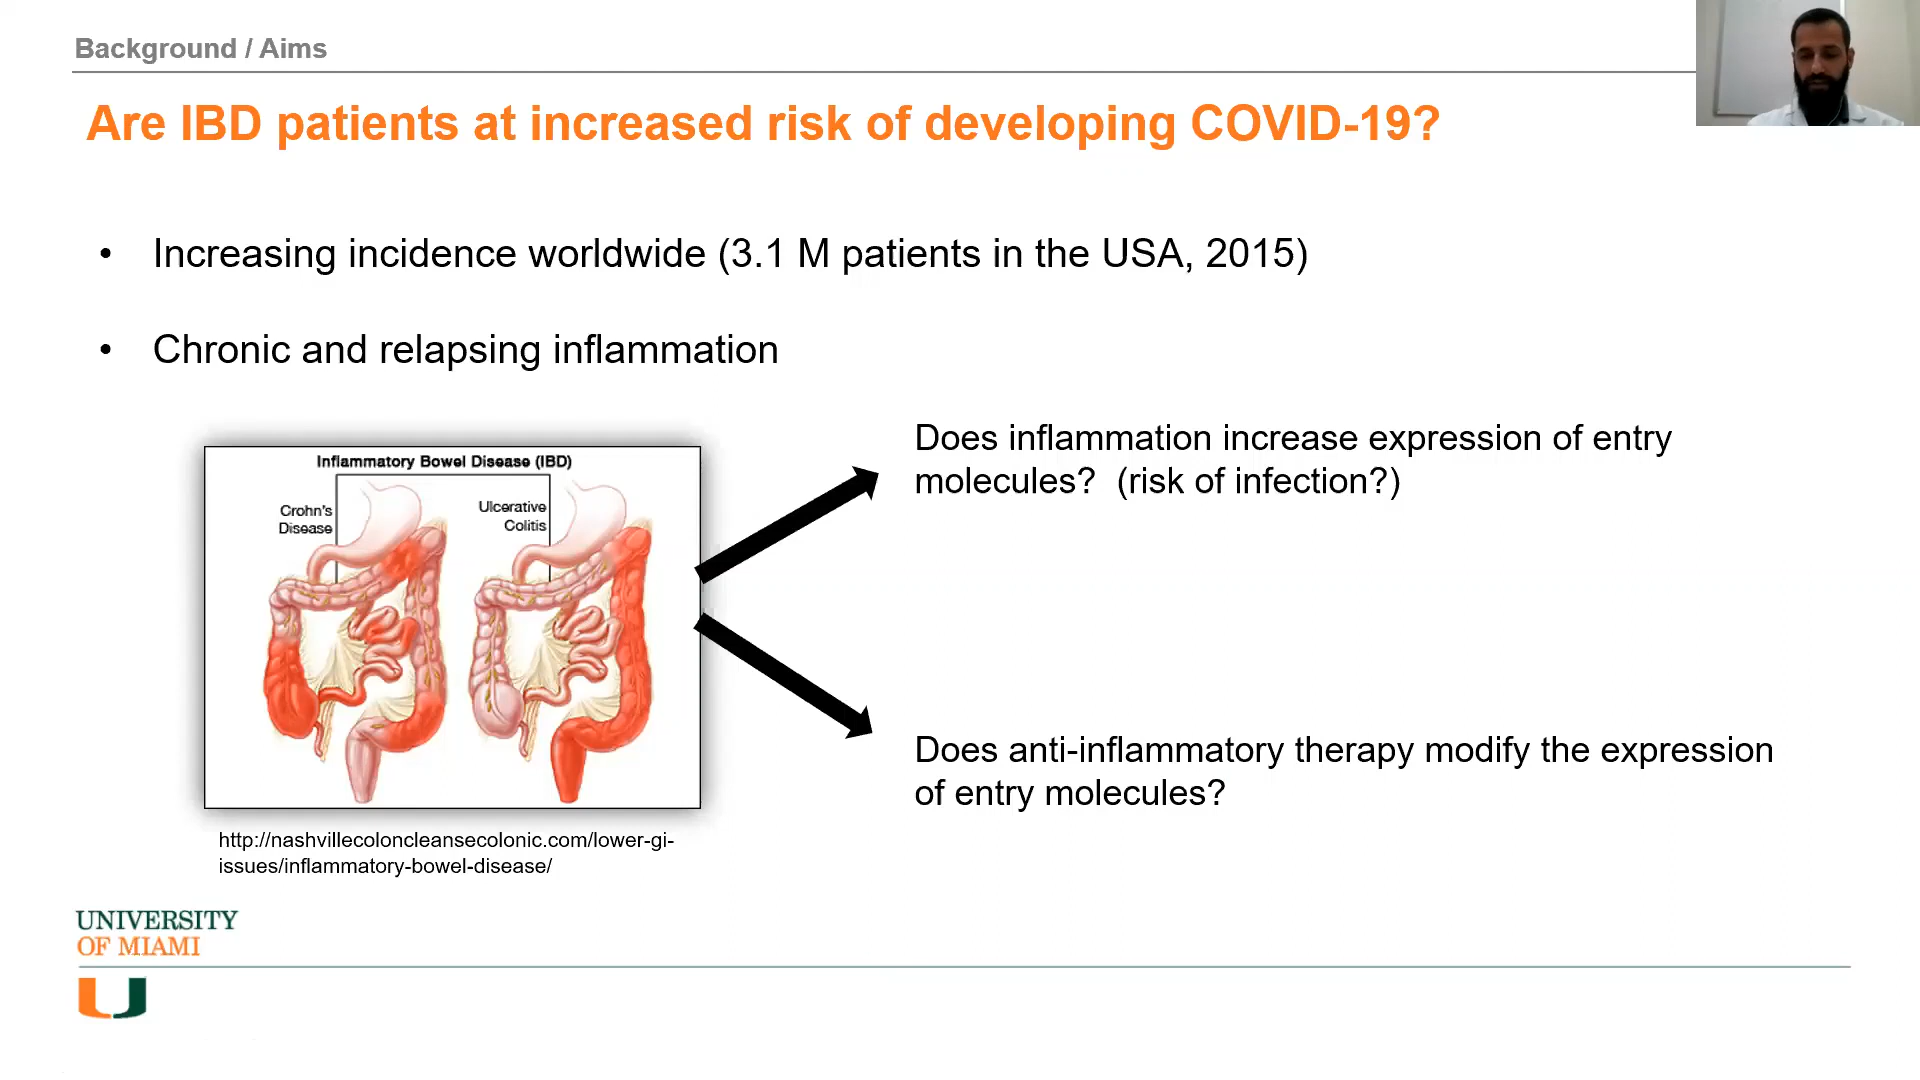 Background / Aims
Are IBD patients at increased risk of developing COVID-19?
• Increasing incidence worldwide (3.1 M patients in the USA, 2015)
• Chronic and relapsing inflammation
Inflammatory Bowel Disease (IBD)
Crohn's
Disease
Ulcerative
Colitis
Does inflammation increase expression of entry
molecules?  (risk of infection?)
Does anti-inflammatory therapy modify the expression
of entry molecules?
http://nashvillecoloncleansecolonic.com/lower-gi-
issues/inflammatory-bowel-disease/
UNIVERSITY
OF MIAMI
U